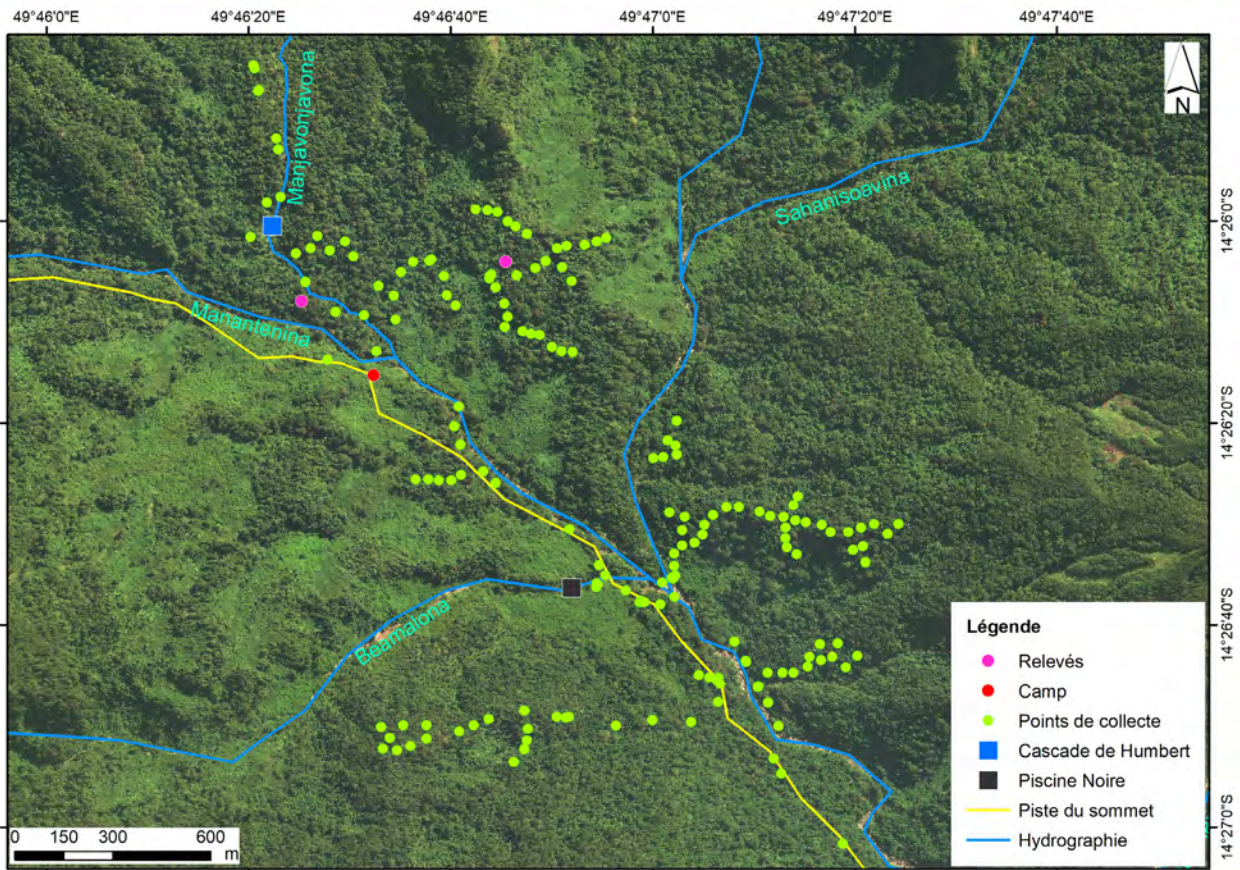 49°46'0"E 49°46'20"E 49°46'40"E 49°47'0"E 49°47'20"E 49°47'40"E
N
Manjavonjavona
Sahanisoavina
14°26'0"S
Manantenina
14°26'20"S
Beamalona
14°26'40"S
Légende
Relevés
Camp
Points de collecte
Cascade de Humbert
Piscine Noire
Piste du sommet
Hydrographie
14°27'0"S
0 150 300 600
m